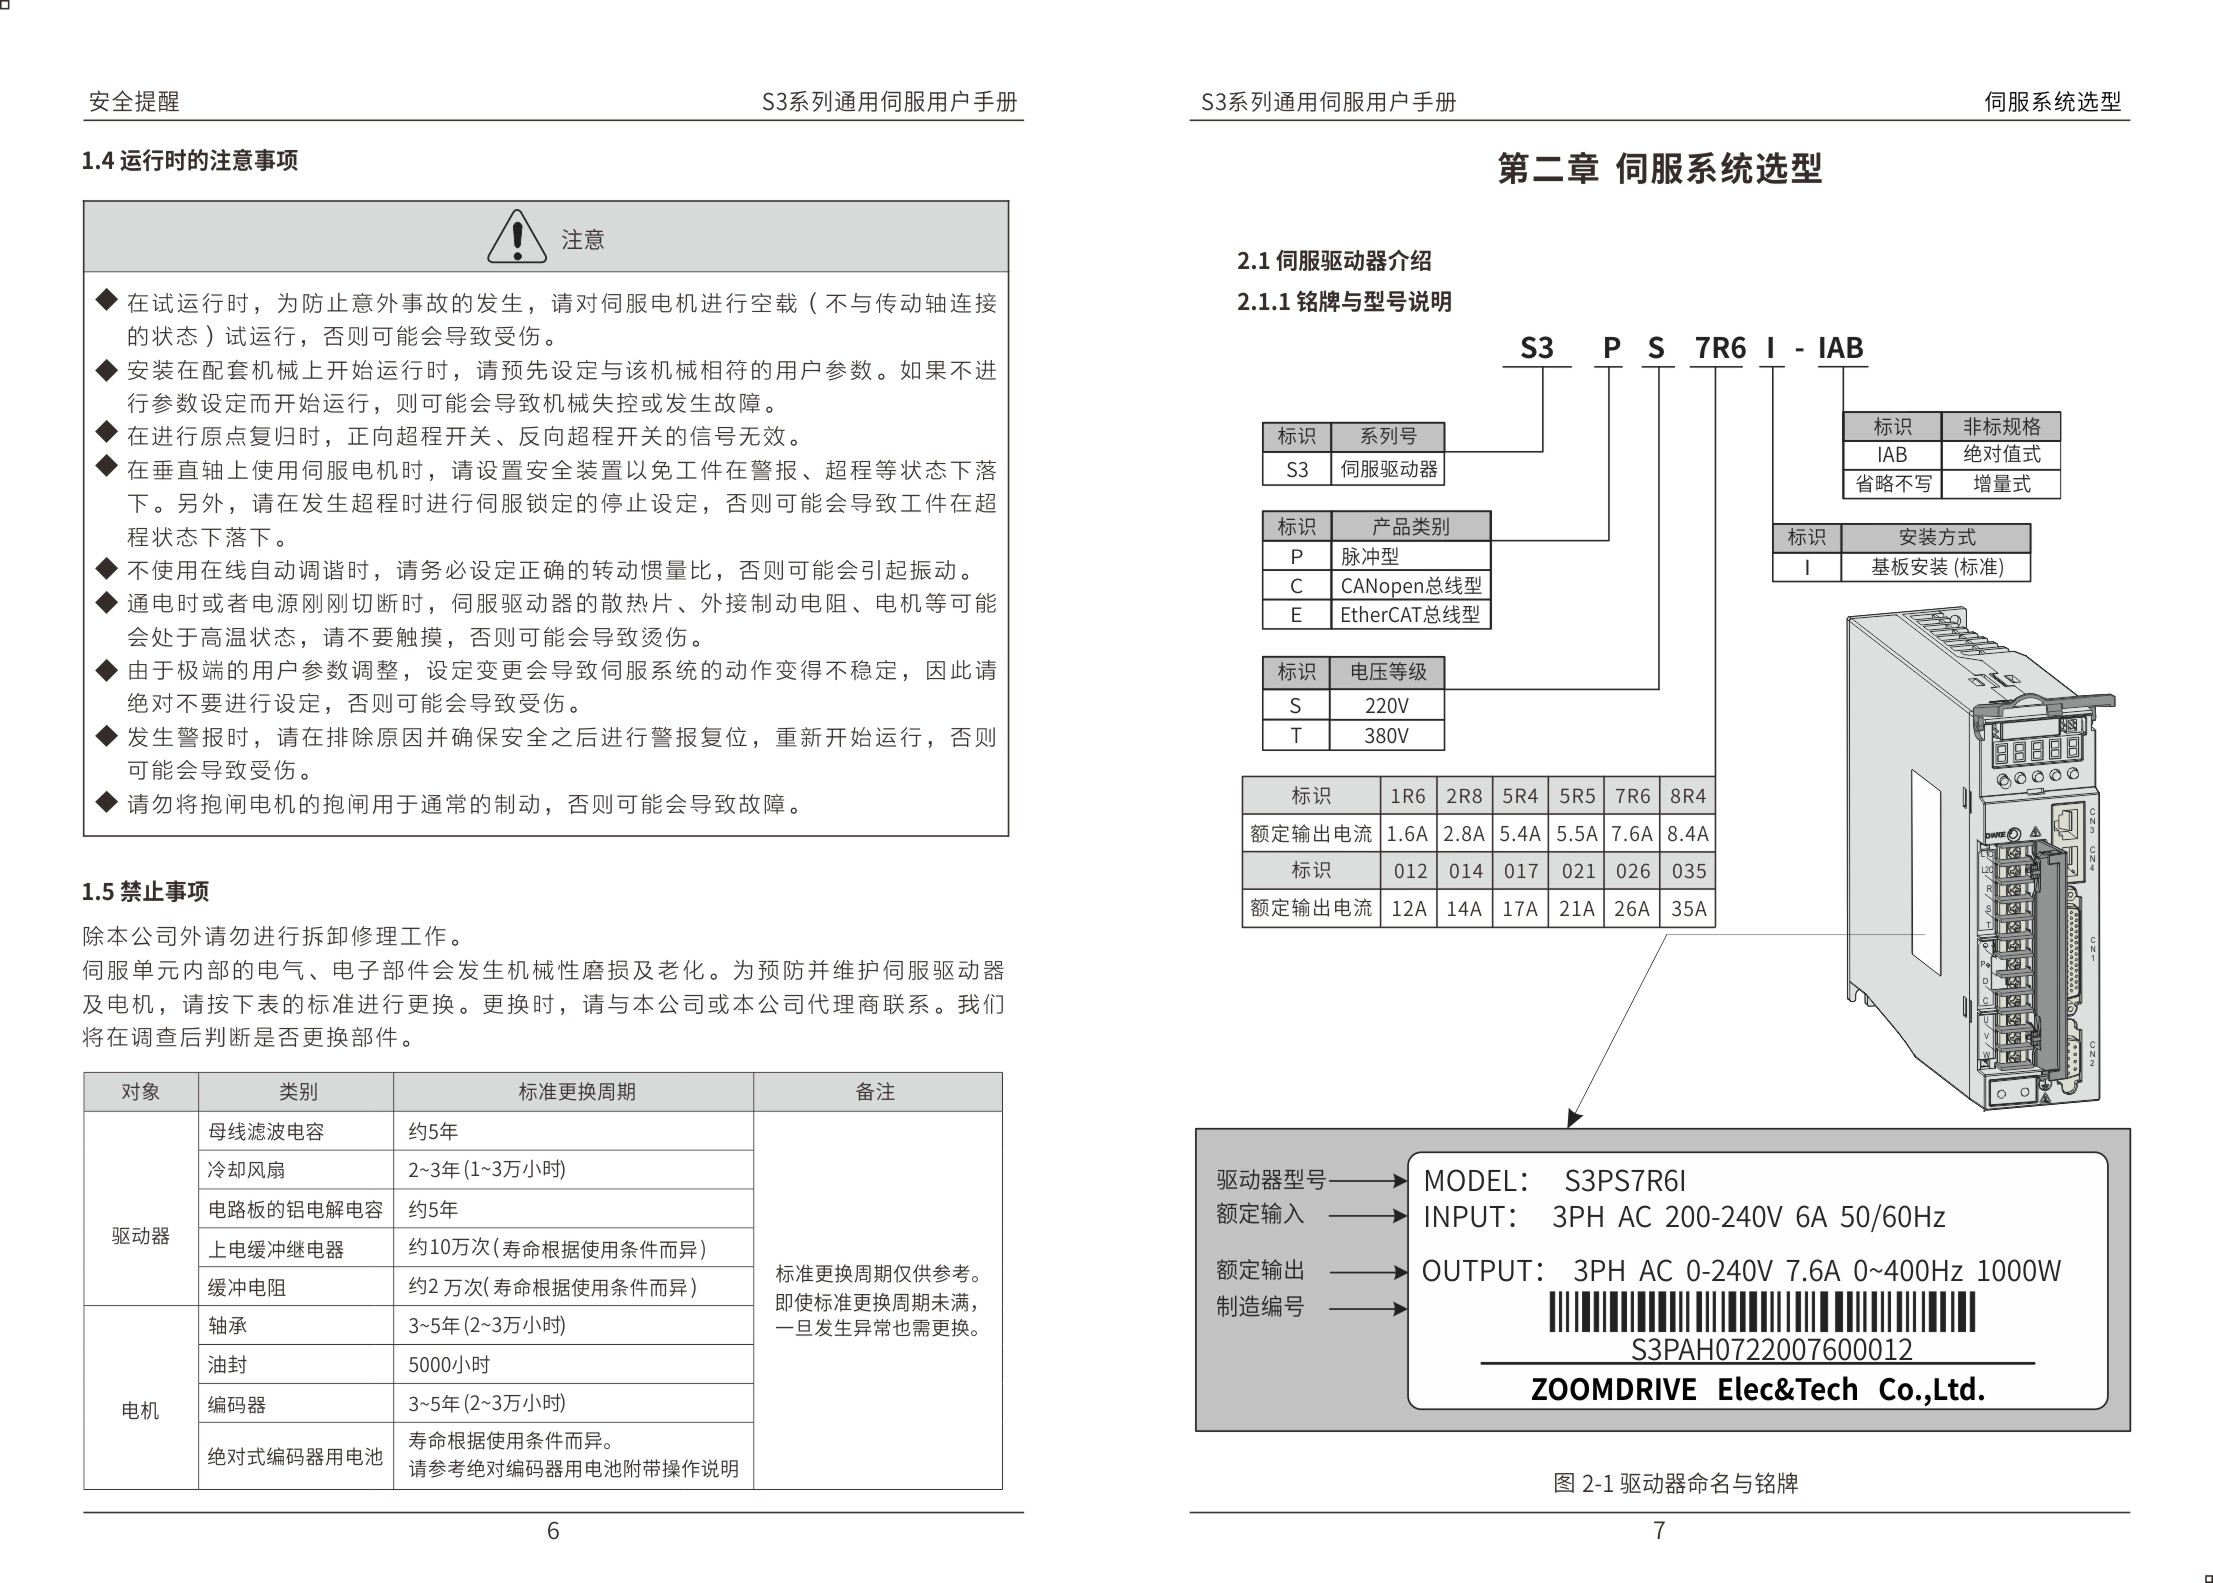 安全提醒
S3系列通用伺服用户手册
1.4 运行时的注意事项
注意
在试运行时，为防止意外事故的发生，请对伺服电机进行空载（不与传动轴连接
的状态）试运行，否则可能会导致受伤。
安装在配套机械上开始运行时，请预先设定与该机械相符的用户参数。如果不进
行参数设定而开始运行，则可能会导致机械失控或发生故障。
在进行原点复归时，正向超程开关、反向超程开关的信号无效。
在垂直轴上使用伺服电机时，请设置安全装置以免工件在警报、超程等状态下落
下。另外，请在发生超程时进行伺服锁定的停止设定，否则可能会导致工件在超
程状态下落下。
不使用在线自动调谐时，请务必设定正确的转动惯量比，否则可能会引起振动。
通电时或者电源刚刚切断时，伺服驱动器的散热片、外接制动电阻、电机等可能
会处于高温状态，请不要触摸，否则可能会导致烫伤。
由于极端的用户参数调整，设定变更会导致伺服系统的动作变得不稳定，因此请
绝对不要进行设定，否则可能会导致受伤。
发生警报时，请在排除原因并确保安全之后进行警报复位，重新开始运行，否则
可能会导致受伤。
请勿将抱闸电机的抱闸用于通常的制动，否则可能会导致故障。
1.5 禁止事项
除本公司外请勿进行拆卸修理工作。
伺服单元内部的电气、电子部件会发生机械性磨损及老化。为预防并维护伺服驱动器
及电机，请按下表的标准进行更换。更换时，请与本公司或本公司代理商联系。我们
将在调查后判断是否更换部件。
对象 类别 标准更换周期 备注
驱动器
母线滤波电容 约5年
冷却风扇 2~3年(1~3万小时)
电路板的铝电解电容 约5年
上电缓冲继电器 约10万次(寿命根据使用条件而异)
缓冲电阻 约2 万次(寿命根据使用条件而异)
电机
轴承 3~5年(2~3万小时)
油封 5000小时
编码器 3~5年(2~3万小时)
绝对式编码器用电池
寿命根据使用条件而异。
请参考绝对编码器用电池附带操作说明
标准更换周期仅供参考。
即使标准更换周期未满，
一旦发生异常也需更换。
6
S3系列通用伺服用户手册
伺服系统选型
第二章 伺服系统选型
2.1 伺服驱动器介绍
2.1.1 铭牌与型号说明
S3 P S 7R6 I - IAB
标识 系列号
S3 伺服驱动器
标识 产品类别
P 脉冲型
C CANopen总线型
E EtherCAT总线型
标识 电压等级
S 220V
T 380V
标识 1R6 2R8 5R4 5R5 7R6 8R4
额定输出电流 1.6A 2.8A 5.4A 5.5A 7.6A 8.4A
标识 012 014 017 021 026 035
额定输出电流 12A 14A 17A 21A 26A 35A
标识 非标规格
IAB 绝对值式
省略不写 增量式
标识 安装方式
I 基板安装 (标准)
CHARGE
CN3
CN4
CN1
CN2
L2C
R
S
T
P+
D
C
U
V
W
驱动器型号 MODEL： S3PS7R6I
额定输入 INPUT： 3PH AC 200-240V 6A 50/60Hz
额定输出 OUTPUT： 3PH AC 0-240V 7.6A 0~400Hz 1000W
制造编号
S3PAH0722007600012
ZOOMDRIVE Elec&Tech Co.,Ltd.
图 2-1 驱动器命名与铭牌
7